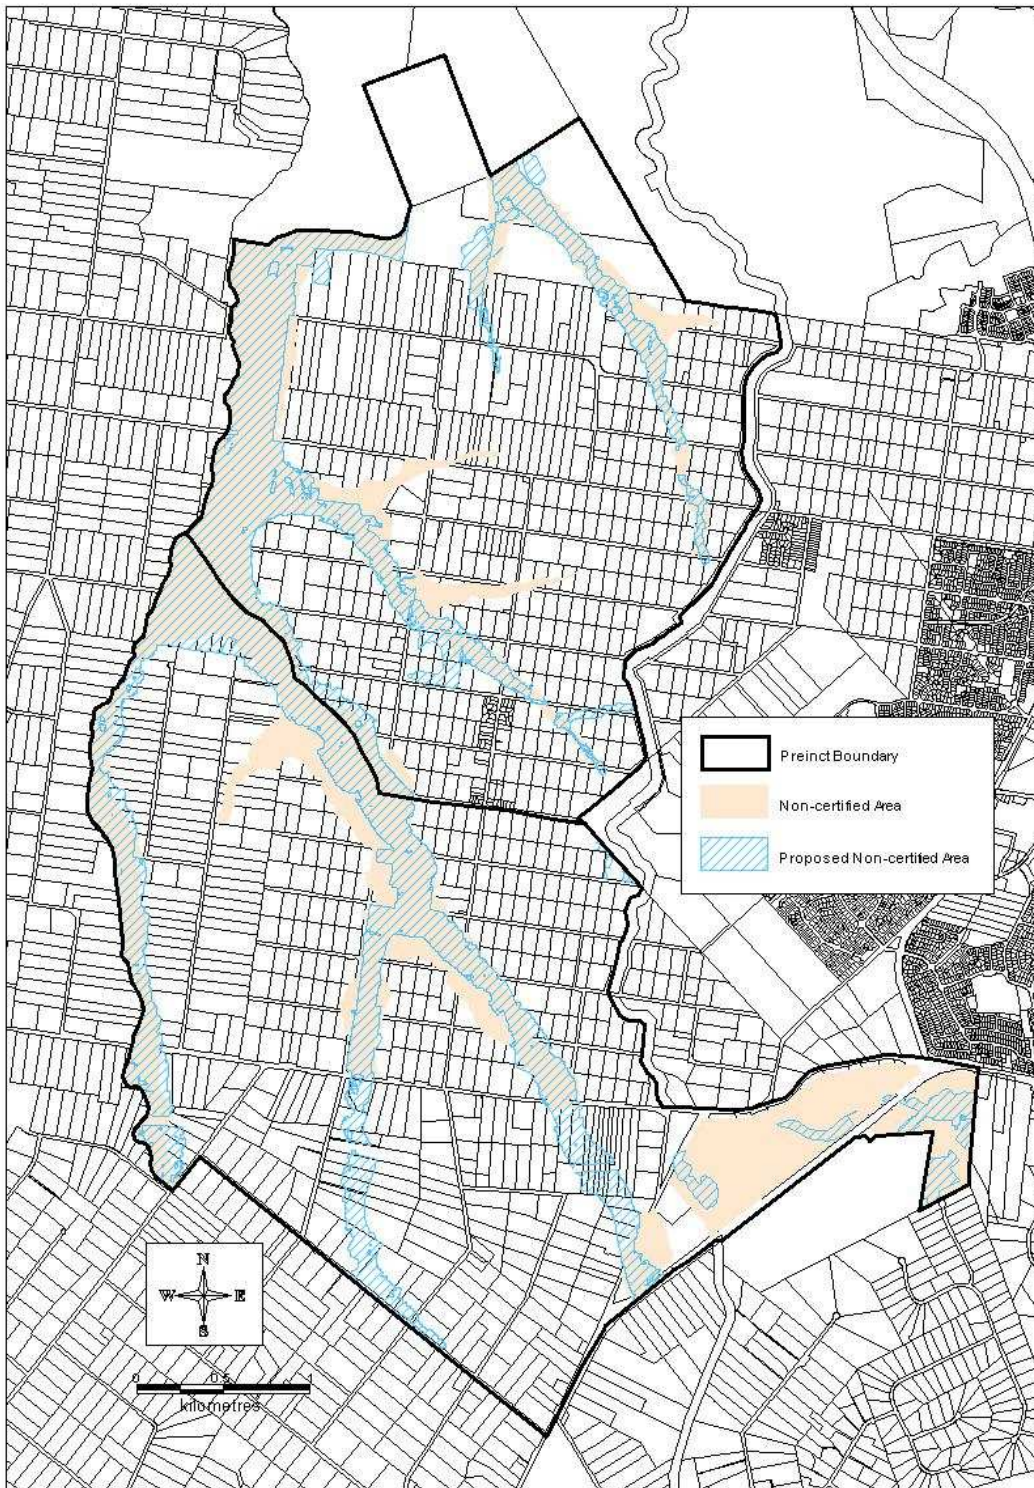 Preinct Boundary
Non-certified Area
Proposed Non-certified Area
N
W E
S
0 0.5 1
kilometres